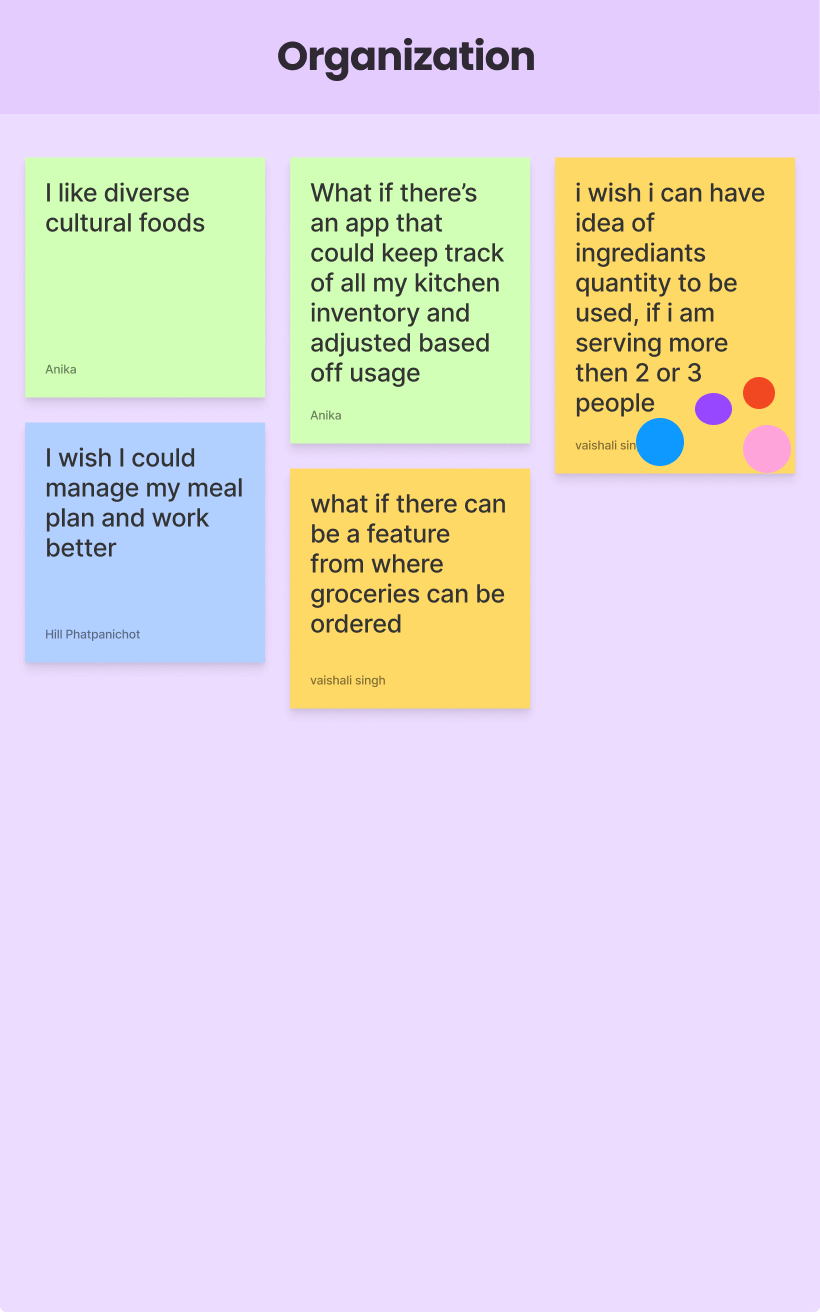 Organization
I like diverse
cultural foods
Anika
I wish I could
manage my meal
plan and work
better
Hill Phatpanichot
What if there’s
an app that
could keep track
of all my kitchen
inventory and
adjusted based
off usage
Anika
what if there can
be a feature
from where
groceries can be
ordered
vaishali singh
i wish i can have
idea of
ingrediants
quantity to be
used, if i am
serving more
then 2 or 3
people
vaishali